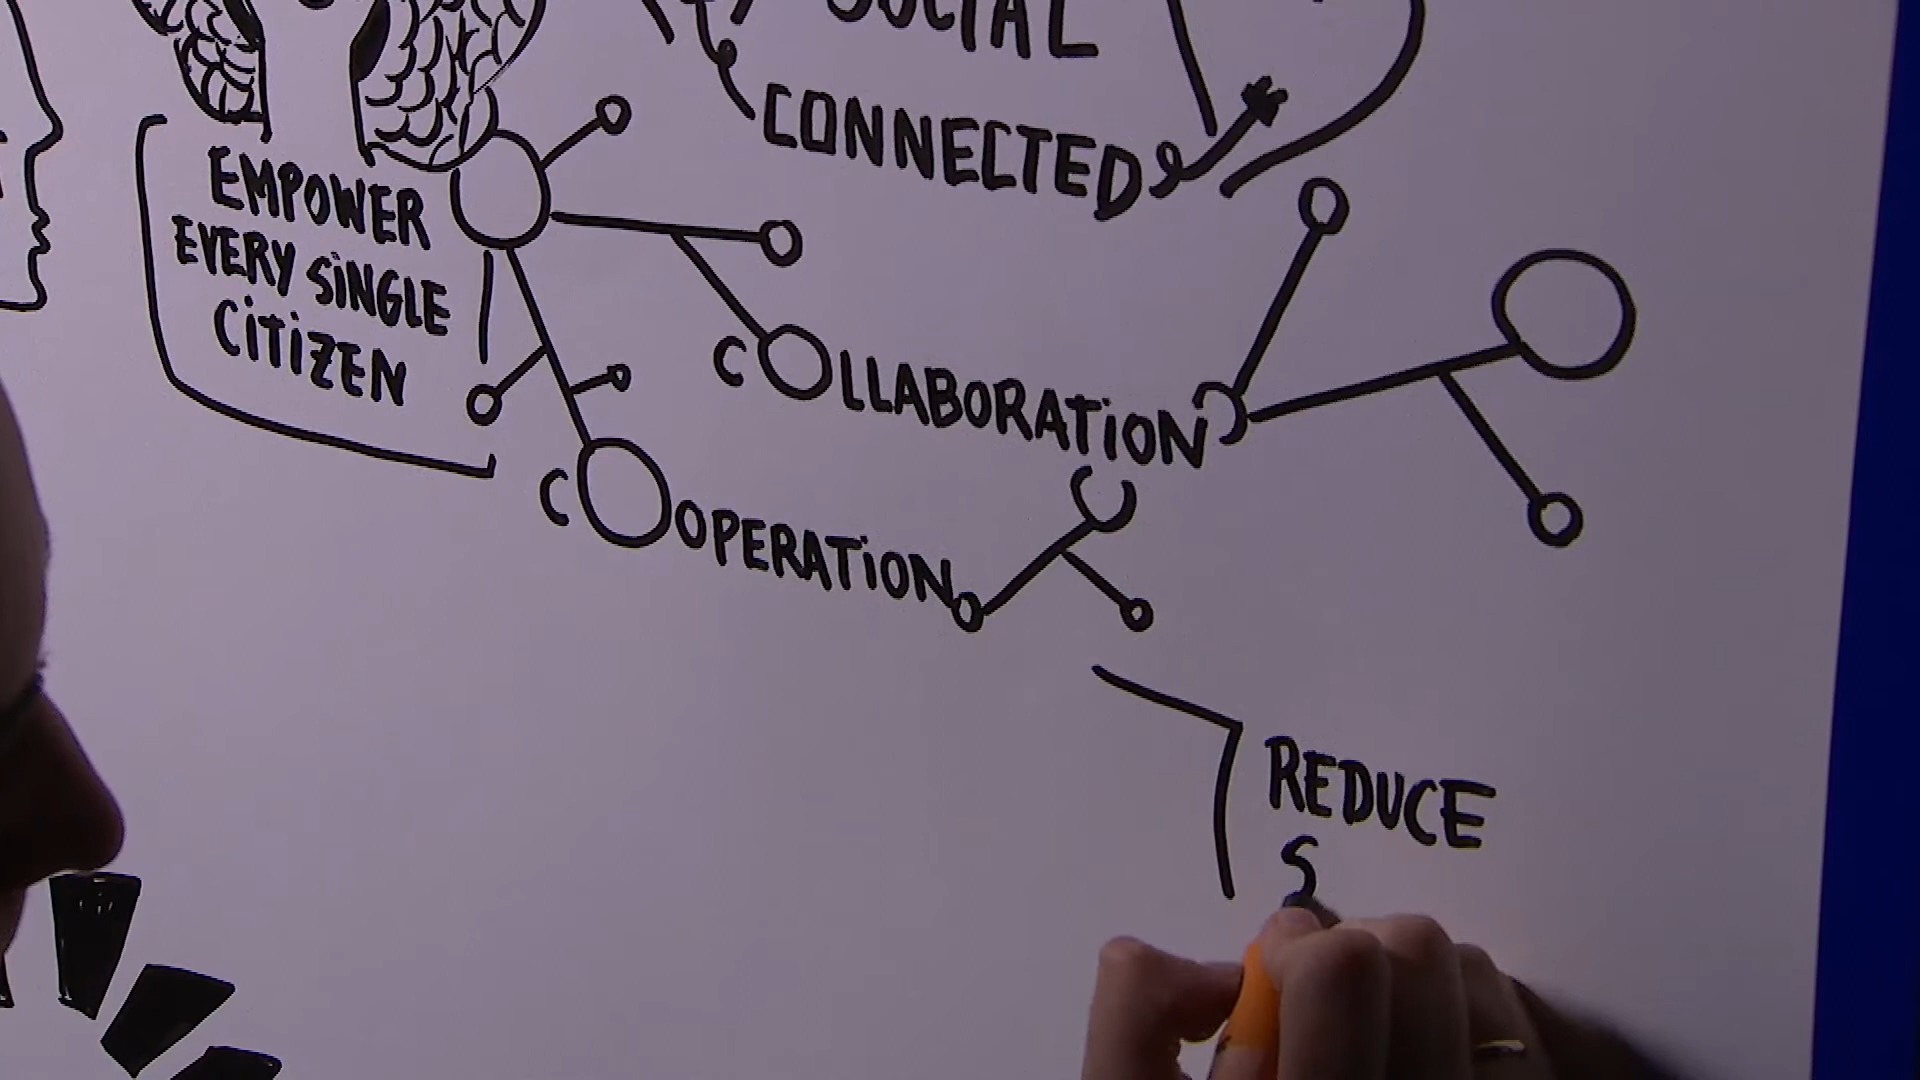 SOCIAL
CONNECTED
EMPOWER
EVERY SINGLE
CITIZEN
COLLABORATION
COOPERATION
REDUCE
S